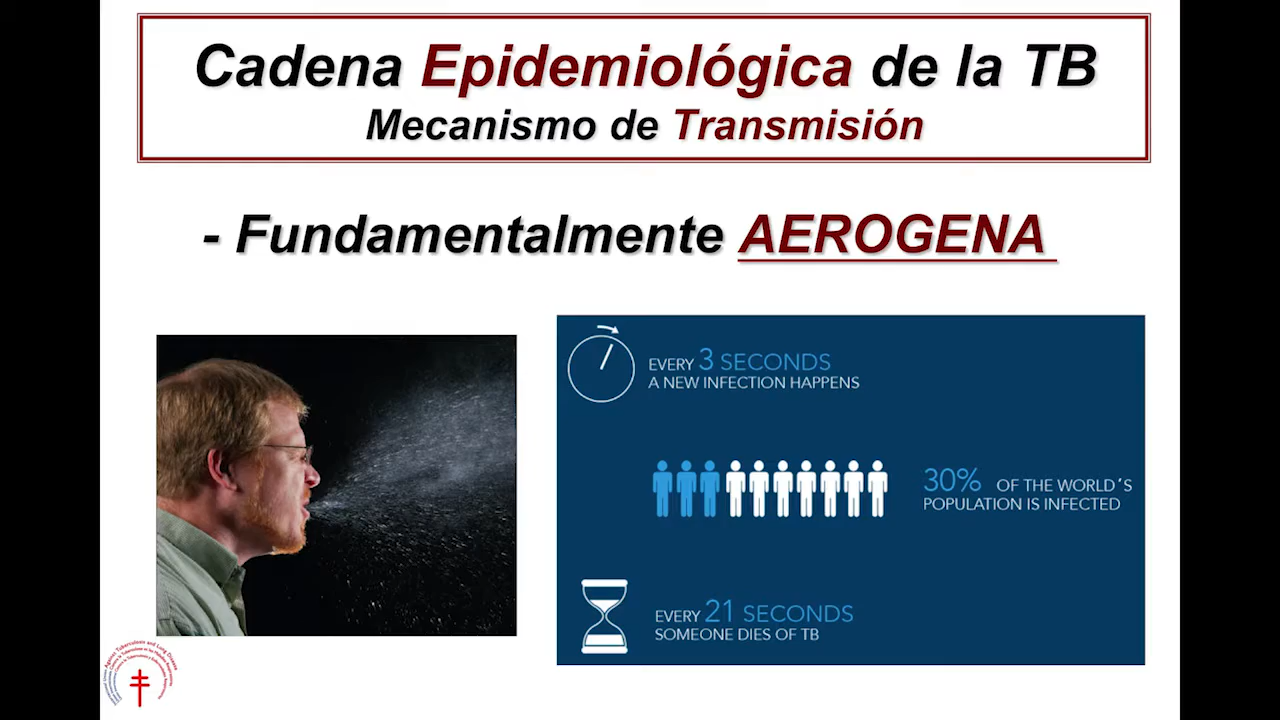 Cadena Epidemiológica de la TB
Mecanismo de Transmisión
- Fundamentalmente AEROGENA
EVERY 3 SECONDS
A NEW INFECTION HAPPENS
30% OF THE WORLD´S
POPULATION IS INFECTED
EVERY 21 SECONDS
SOMEONE DIES OF TB